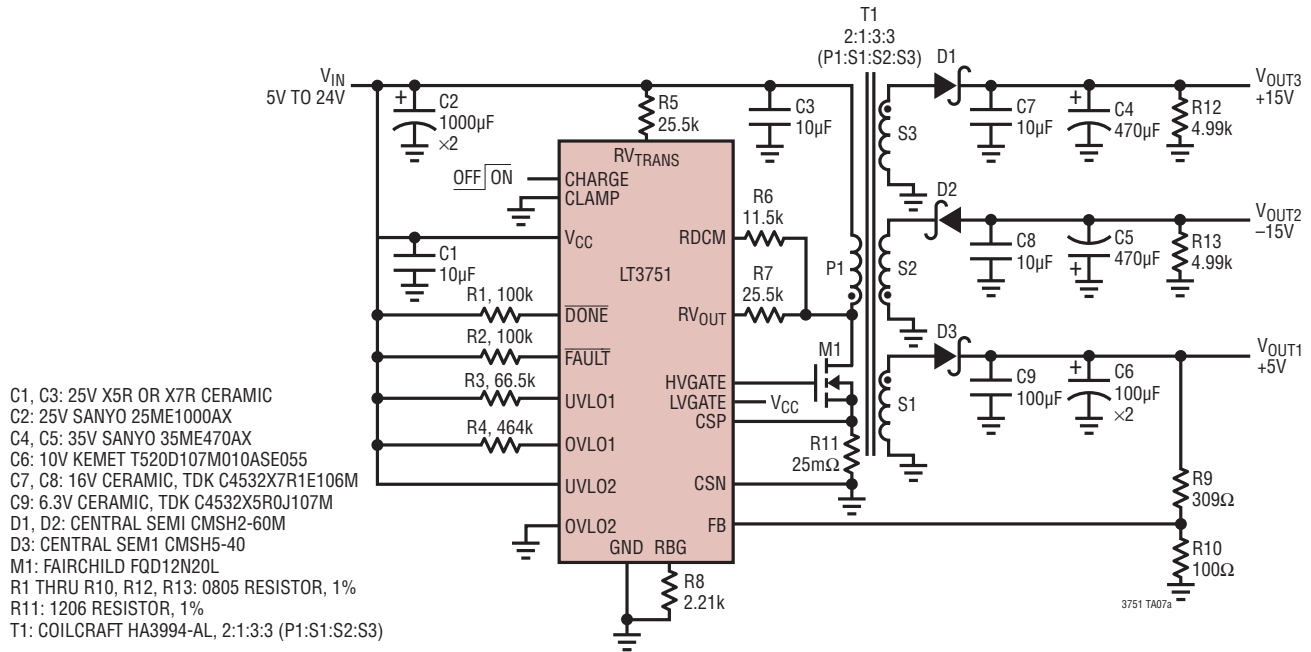 T1
2:1:3:3
(P1:S1:S2:S3)
D1
VIN
5V TO 24V
+
C2
1000µF
×2
R5
25.5k
C3
10µF
S3
C7
10µF
+
C4
470µF
R12
4.99k
VOUT3
+15V
RVTRANS
OFF ON
CHARGE
CLAMP
VCC
C1
10µF
LT3751
RDCM
R6
11.5k
R7
25.5k
RVOUT
P1
D2
S2
C8
10µF
C5
470µF
+
R13
4.99k
VOUT2
–15V
R1, 100k
DONE
R2, 100k
FAULT
R3, 66.5k
UVLO1
R4, 464k
OVLO1
UVLO2
OVLO2
GND
RBG
R8
2.21k
HVGATE
LVGATE
VCC
CSP
CSN
FB
M1
R11
25mΩ
D3
S1
C9
100µF
+
C6
100µF
×2
VOUT1
+5V
R9
309Ω
R10
100Ω
3751 TA07a
C1, C3: 25V X5R OR X7R CERAMIC
C2: 25V SANYO 25ME1000AX
C4, C5: 35V SANYO 35ME470AX
C6: 10V KEMET T520D107M010ASE055
C7, C8: 16V CERAMIC, TDK C4532X7R1E106M
C9: 6.3V CERAMIC, TDK C4532X5R0J107M
D1, D2: CENTRAL SEMI CMSH2-60M
D3: CENTRAL SEM1 CMSH5-40
M1: FAIRCHILD FQD12N20L
R1 THRU R10, R12, R13: 0805 RESISTOR, 1%
R11: 1206 RESISTOR, 1%
T1: COILCRAFT HA3994-AL, 2:1:3:3 (P1:S1:S2:S3)